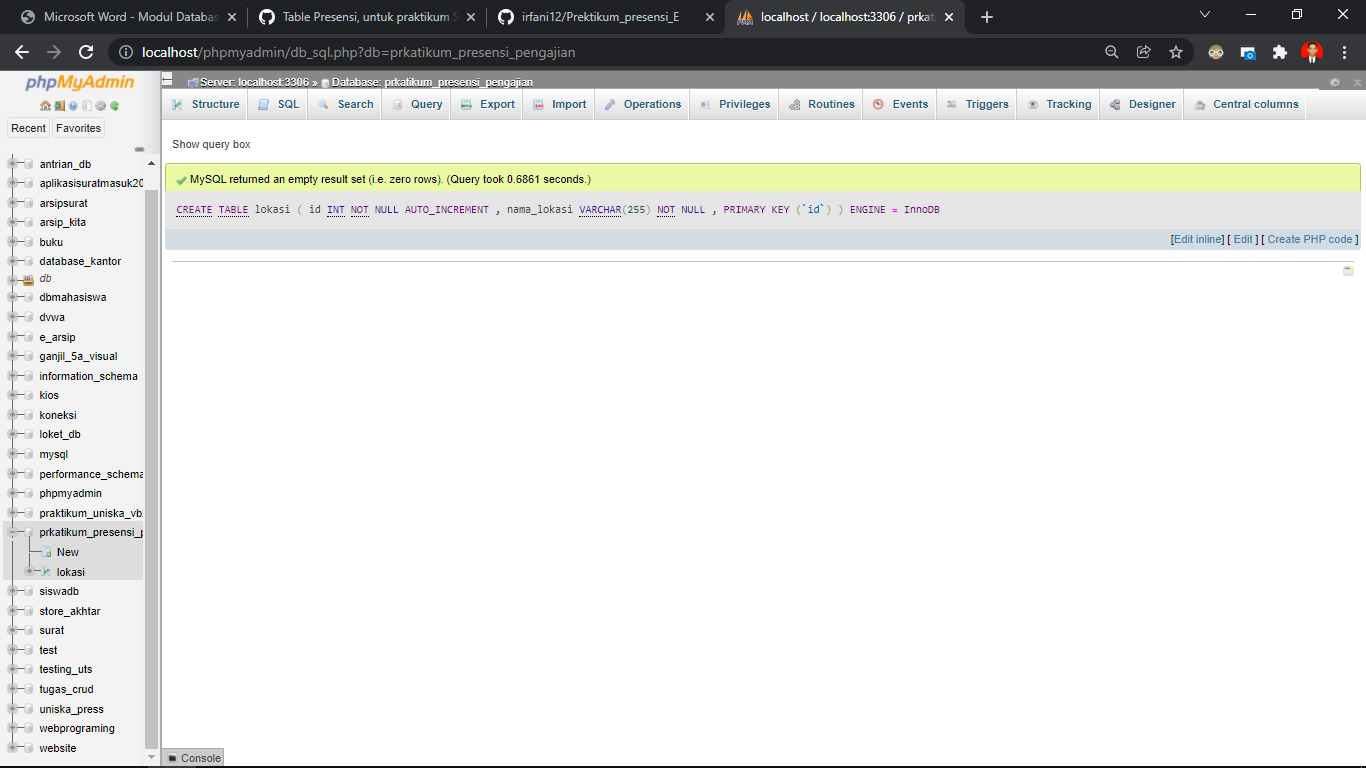 Microsoft Word - Modul Databas
Table Presensi, untuk praktikum S
irfani12/Prektikum_presensi_E
localhost / localhost:3306 / prkati
localhost/phpmyadmin/db_sql.php?db=prkatikum_presensi_pengajian
phpMyAdmin
Server: localhost:3306 » Database: prkatikum_presensi_pengajian
Structure SQL Search Query Export Import Operations Privileges Routines Events Triggers Tracking Designer Central columns
Recent Favorites
antrian_db
aplikasisuratmasuk20
arsipsurat
arsip_kita
buku
database_kantor
db
dbmahasiswa
dvwa
e_arsip
ganjil_5a_visual
information_schema
kios
koneksi
loket_db
mysql
performance_schema
phpmyadmin
praktikum_uniska_vb
prkatikum_presensi_p
New
lokasi
siswadb
store_akhtar
surat
test
testing_uts
tugas_crud
uniska_press
webprograming
website
Show query box
MySQL returned an empty result set (i.e. zero rows). (Query took 0.6861 seconds.)
CREATE TABLE lokasi ( id INT NOT NULL AUTO_INCREMENT , nama_lokasi VARCHAR(255) NOT NULL , PRIMARY KEY (`id`) ) ENGINE = InnoDB
[Edit inline] [ Edit ] [ Create PHP code ]
Console